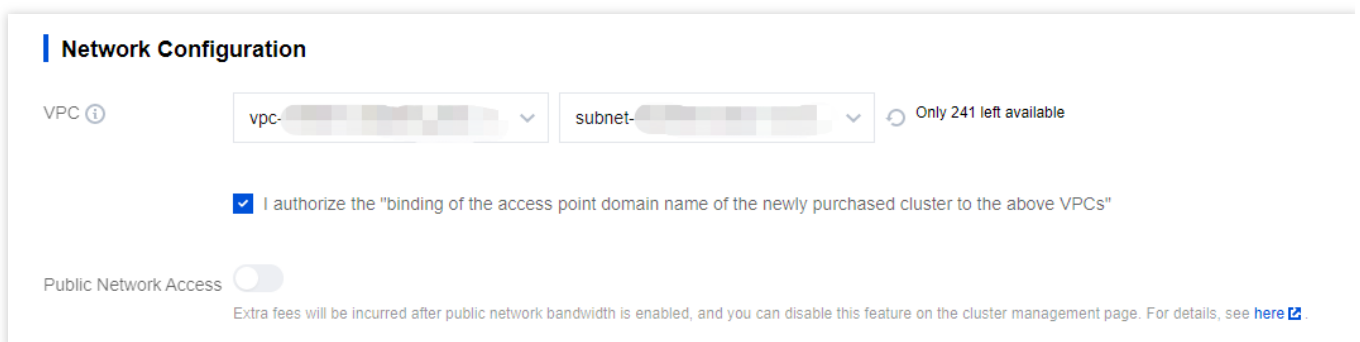 Network Configuration
VPC
vpc-
subnet-
Only 241 left available
I authorize the "binding of the access point domain name of the newly purchased cluster to the above VPCs"
Public Network Access
Extra fees will be incurred after public network bandwidth is enabled, and you can disable this feature on the cluster management page. For details, see here .